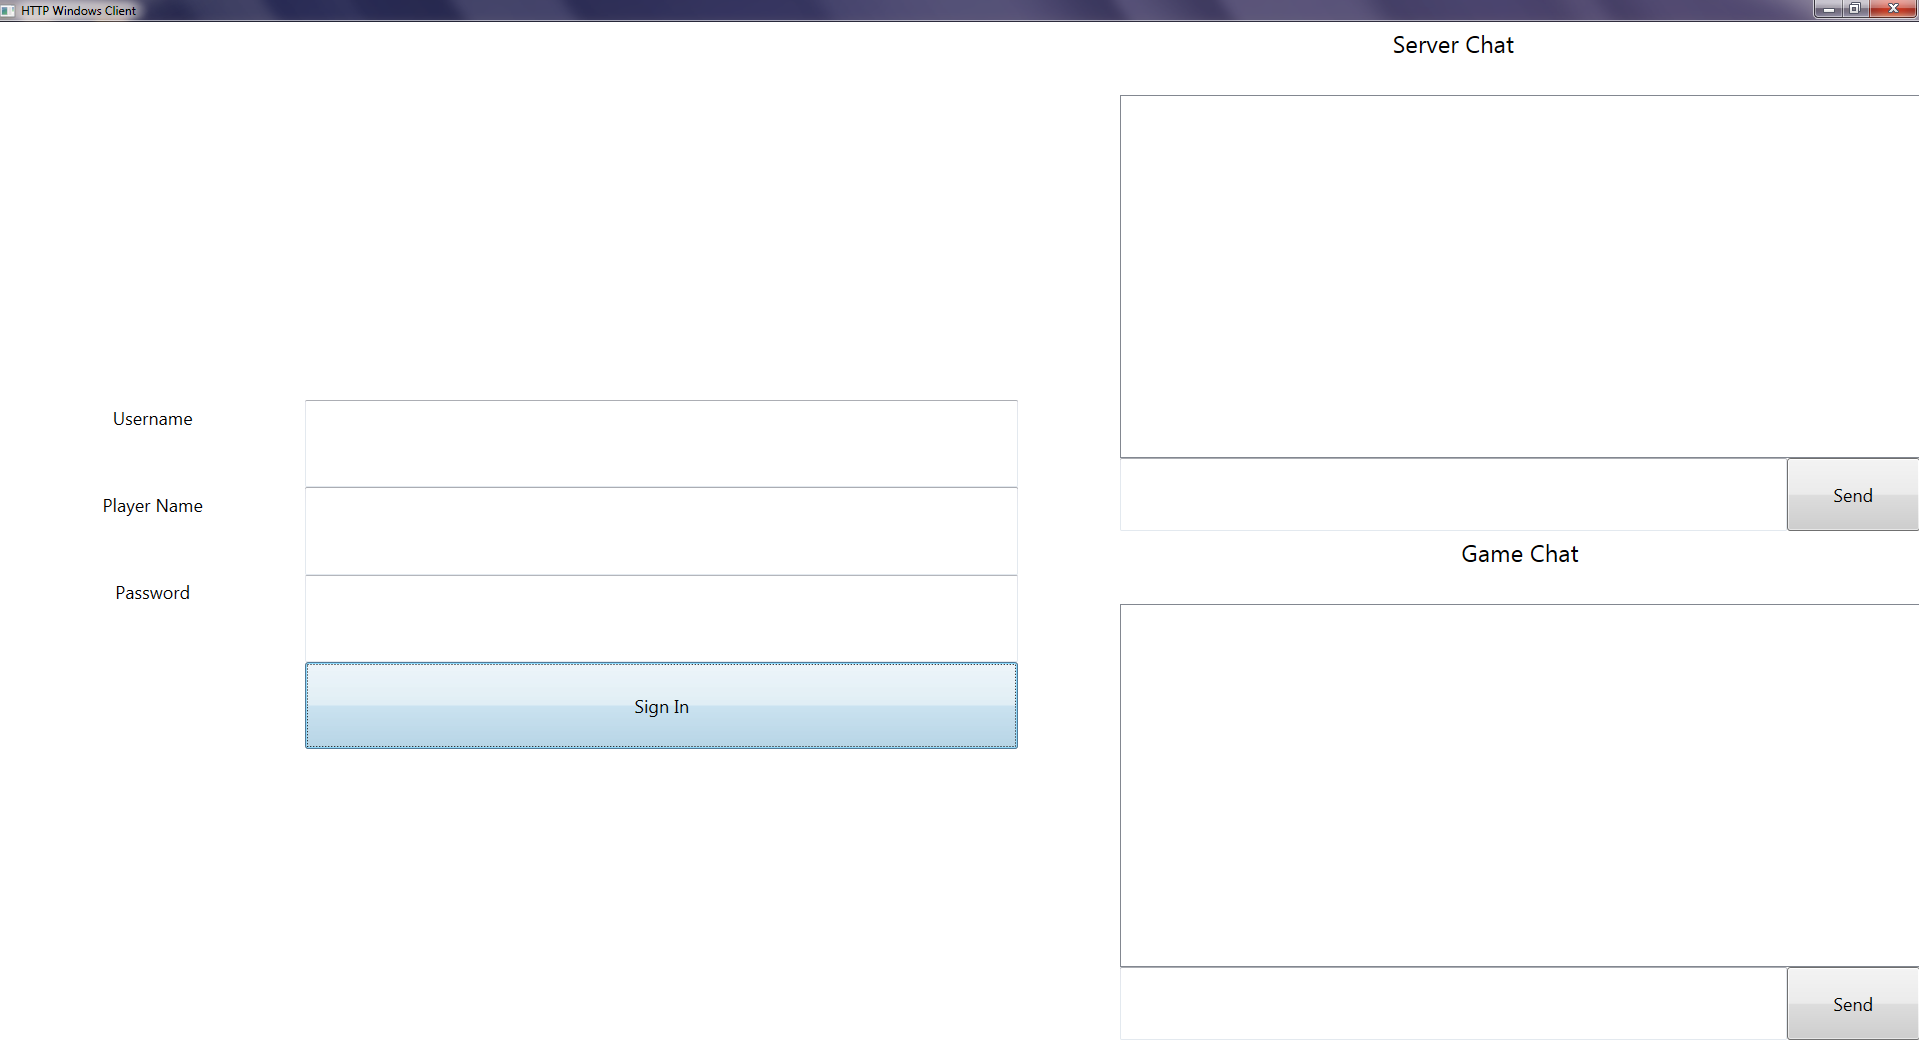 HTTP Windows Client
Server Chat
Username
Player Name
Password
Sign In
Send
Game Chat
Send